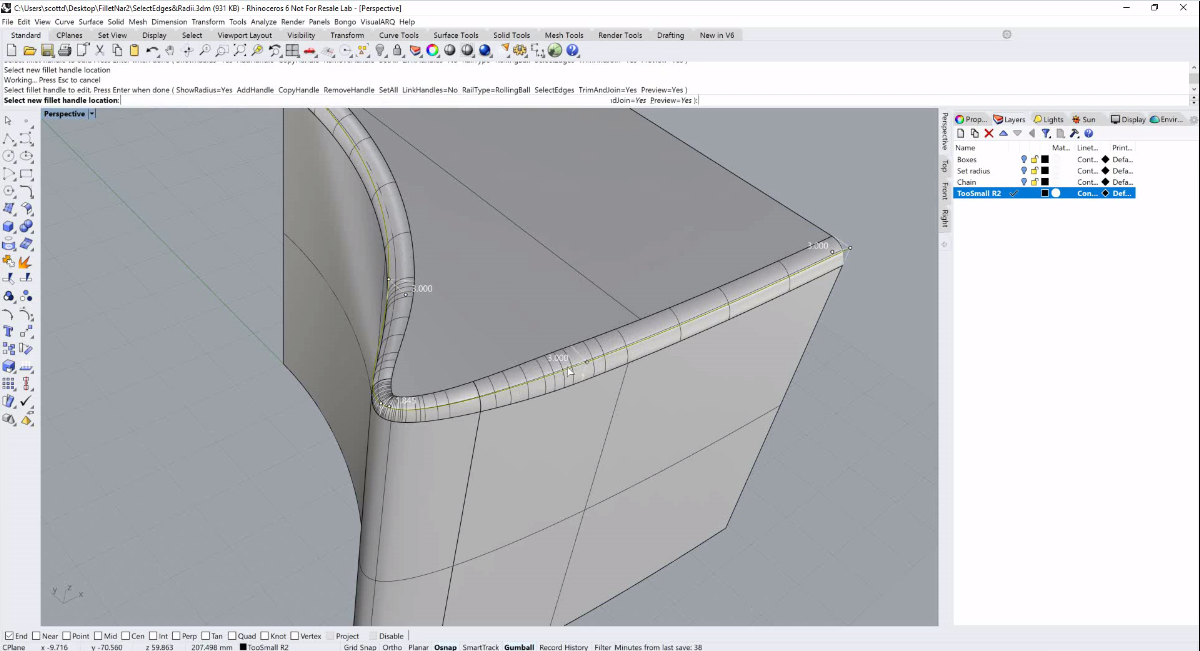 C:\Users\scottd\Desktop\FilletNar2\SelectEdges&Radii.3dm (931 KB) - Rhinoceros 6 Not For Resale Lab - [Perspective]
File Edit View Curve Surface Solid Mesh Dimension Transform Tools Analyze Render Panels Bongo VisualARQ Help
Standard CPlanes Set View Display Select Viewport Layout Visibility Transform Curve Tools Surface Tools Solid Tools Mesh Tools Render Tools Drafting New in V6
Select new fillet handle location
Working... Press Esc to cancel
Select fillet handle to edit. Press Enter when done ( ShowRadius=Yes AddHandle CopyHandle RemoveHandle SetAll LinkHandles=No RailType=RollingBall SelectEdges TrimAndJoin=Yes Preview=Yes )
Select new fillet handle location: dJoin=Yes Preview=Yes ):
Perspective
Perspective
Top
Front
Right
Prop... Layers Lights Sun Display Envir...
Name Mat... Linet... Print...
Boxes Cont... Defa...
Set radius Cont... Defa...
Chain Cont... Defa...
TooSmall R2 Con... Def...
3.000
3.000
3.000
y z x
End Near Point Mid Cen Int Perp Tan Quad Knot Vertex Project Disable
CPlane x -9.716 y -70.560 z 59.863 207.498 mm TooSmall R2 Grid Snap Ortho Planar Osnap SmartTrack Gumball Record History Filter Minutes from last save: 38